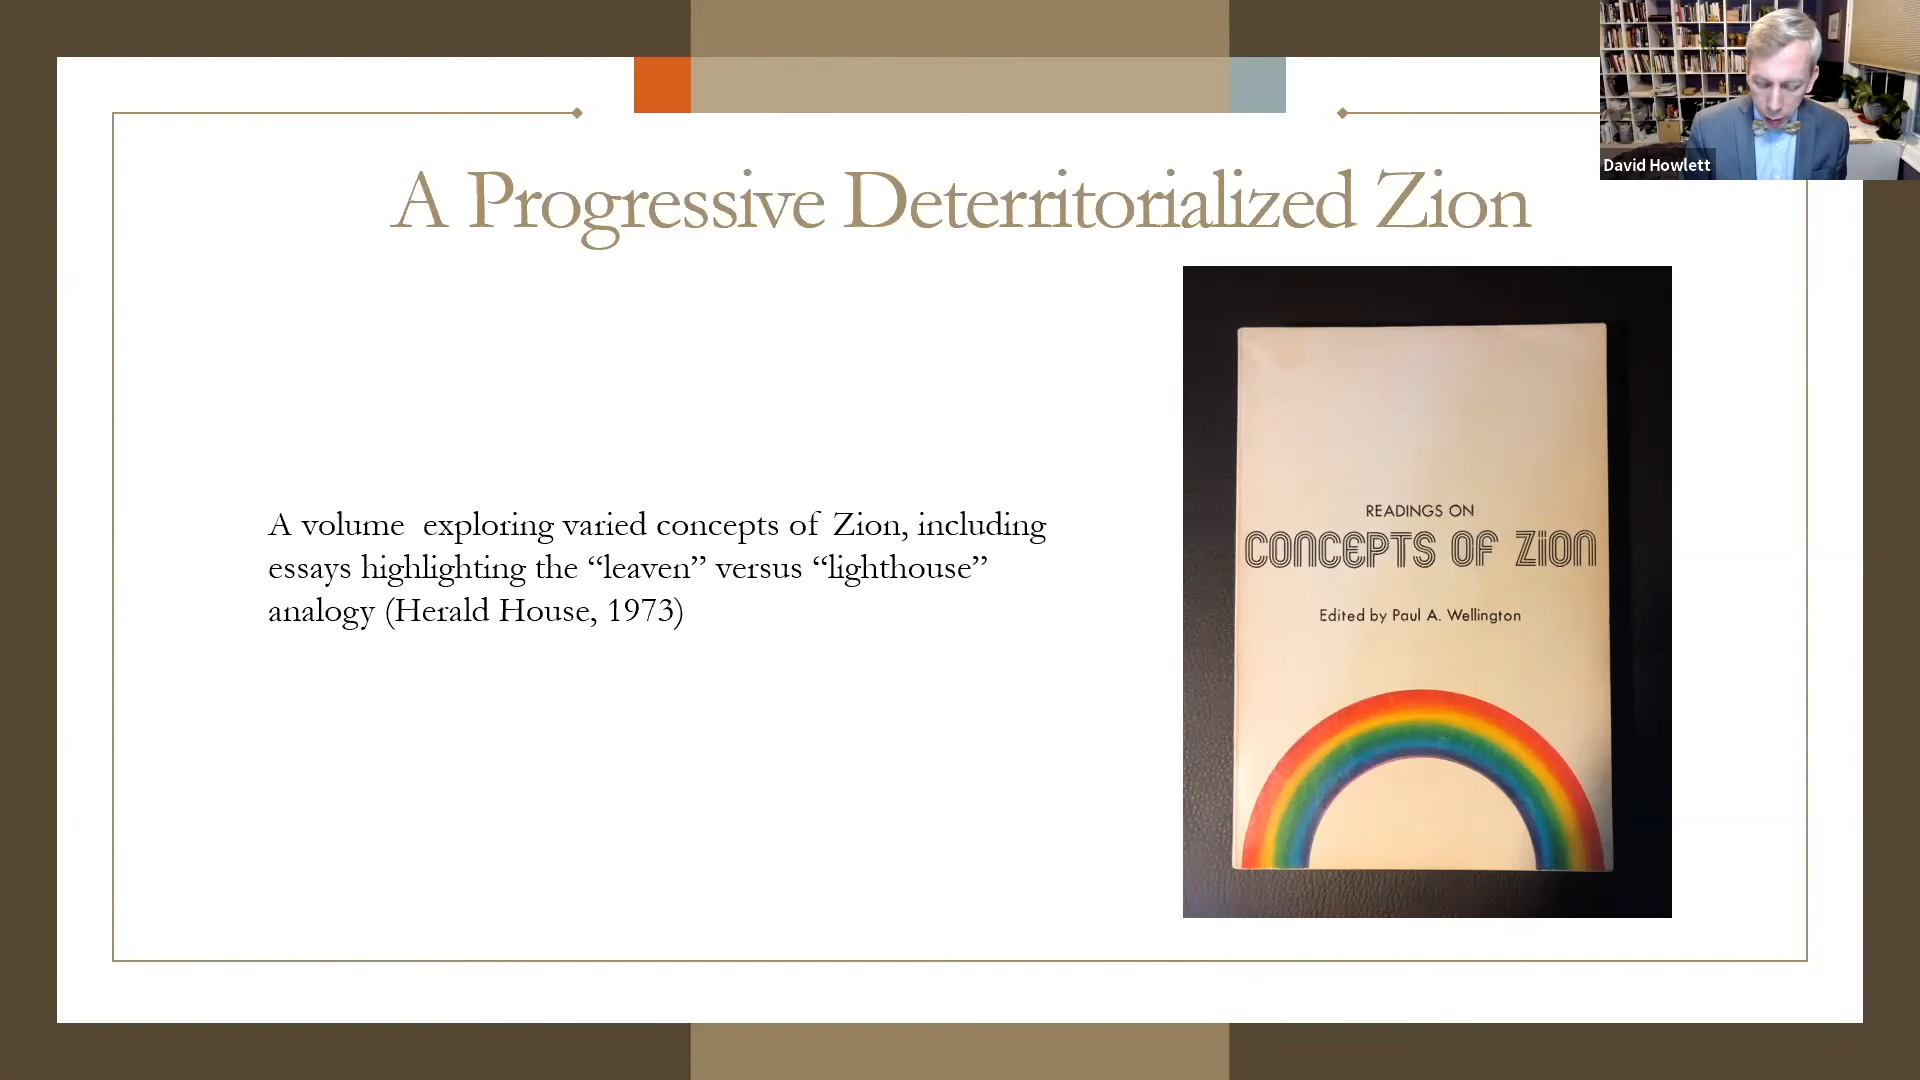 David Howlett
A Progressive Deterritorialized Zion
A volume  exploring varied concepts of Zion, including
essays highlighting the “leaven” versus “lighthouse”
analogy (Herald House, 1973)
READINGS ON
CONCEPTS OF ZION
Edited by Paul A. Wellington